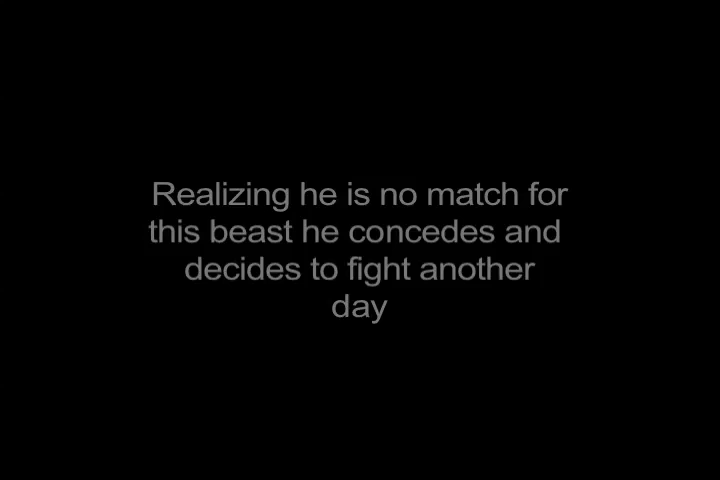 Realizing he is no match for
this beast he concedes and
decides to fight another
day